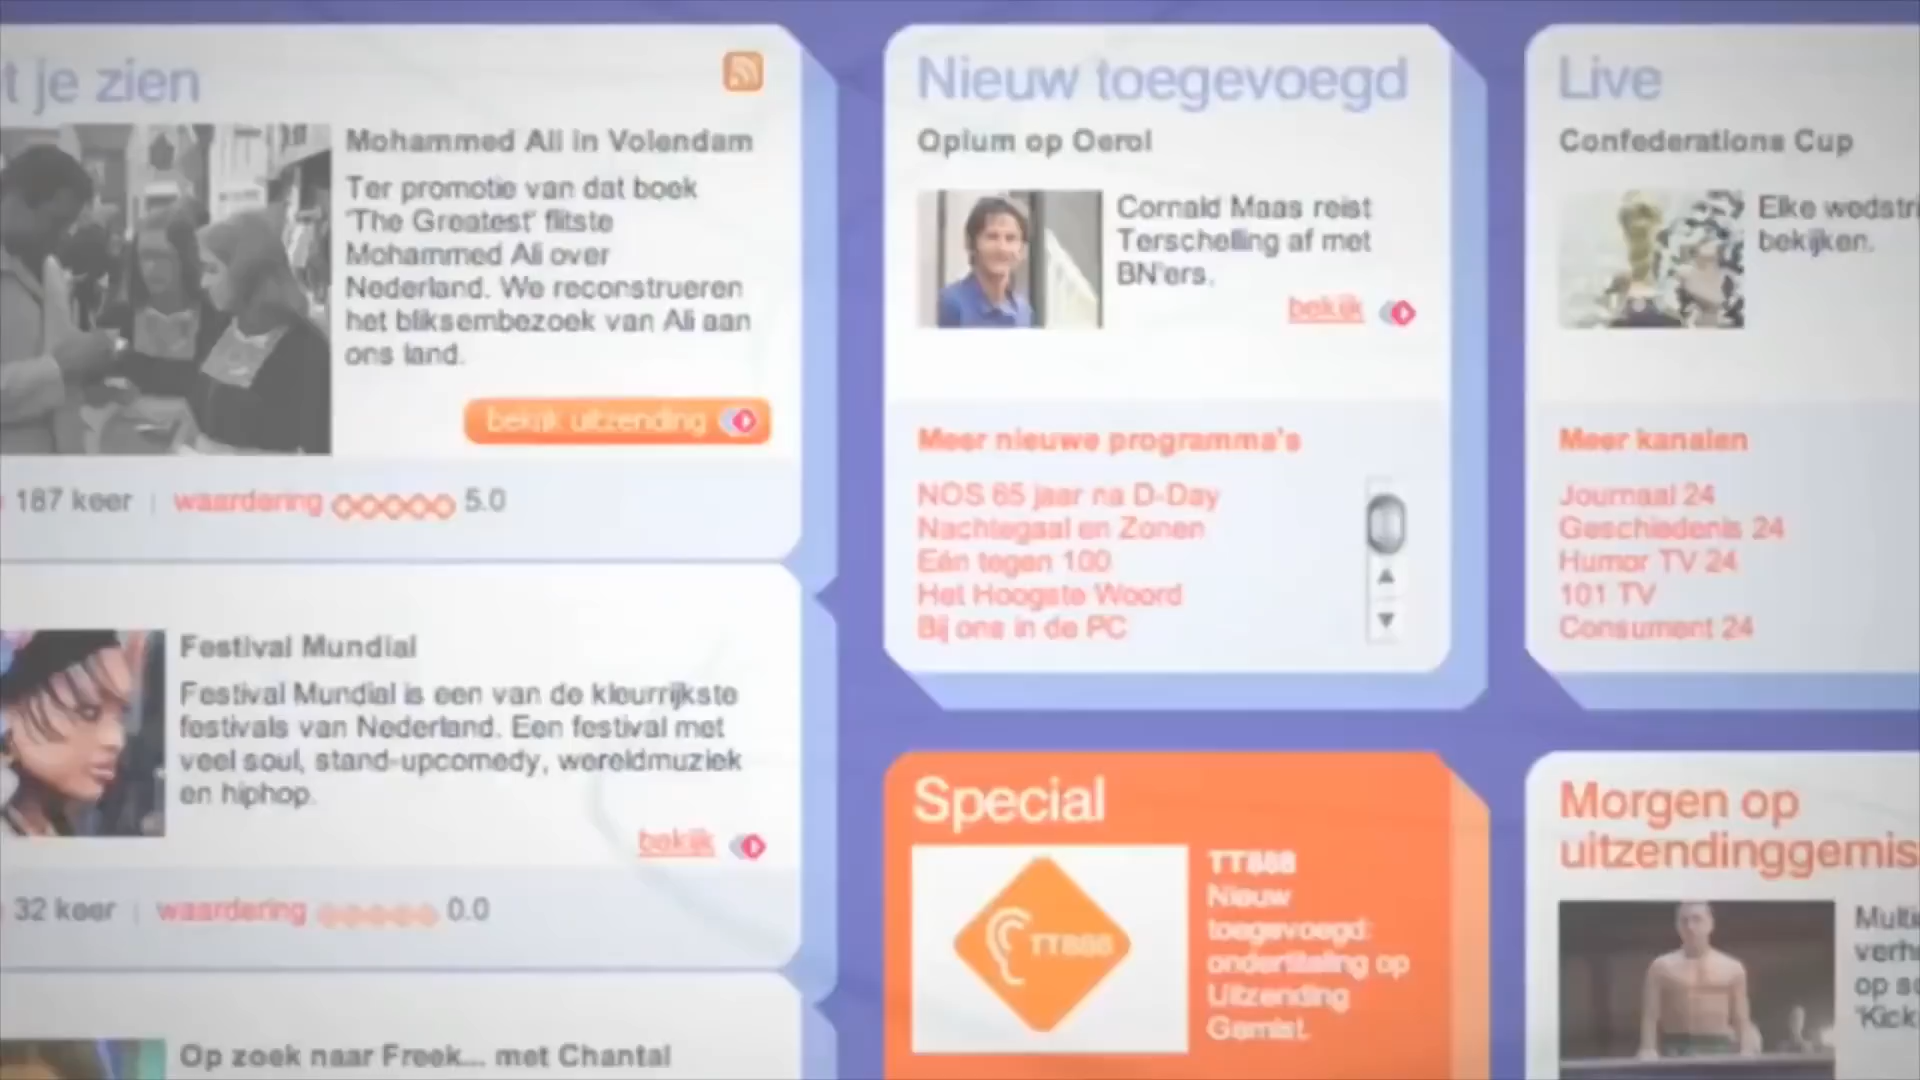 t je zien
Mohammed Ali in Volendam
Ter promotie van dat boek
'The Greatest' flitste
Mohammed Ali over
Nederland. We reconstrueren
het bliksembezoek van Ali aan
ons land.
bekijk uitzending
187 keer | waardering 5.0
Festival Mundial
Festival Mundial is een van de kleurrijkste
festivals van Nederland. Een festival met
veel soul, stand-upcomedy, wereldmuziek
en hiphop.
bekijk
32 keer | waardering 0.0
Op zoek naar Freek... met Chantal
Nieuw toegevoegd
Opium op Oerol
Cornald Maas reist
Terschelling af met
BN'ers.
bekijk
Meer nieuwe programma's
NOS 65 jaar na D-Day
Nachtegaal en Zonen
Eén tegen 100
Het Hoogste Woord
Bij ons in de PC
Special
TT888
TT888
Nieuw
toegevoegd:
ondertiteling op
Uitzending
Gemist.
Live
Confederations Cup
Elke wedstri
bekijken.
Meer kanalen
Journaal 24
Geschiedenis 24
Humor TV 24
101 TV
Consument 24
Morgen op
uitzendinggemis
Multi
verh
op s
'Kick